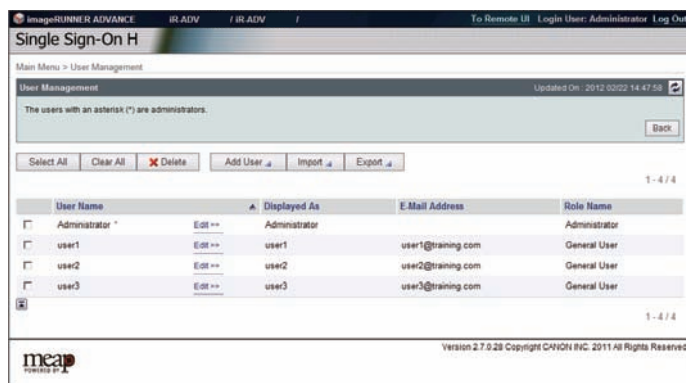 imageRUNNER ADVANCE iR-ADV / iR-ADV / To Remote UI Login User: Administrator Log Out
Single Sign-On H
Main Menu > User Management
User Management Updated On : 2012 02/22 14:47:58
The users with an asterisk (*) are administrators.
Back
Select All Clear All Delete Add User Import Export
1 - 4 / 4
User Name Displayed As E-Mail Address Role Name
Administrator * Edit >> Administrator Administrator
user1 Edit >> user1 user1@training.com General User
user2 Edit >> user2 user2@training.com General User
user3 Edit >> user3 user3@training.com General User
1 - 4 / 4
Version 2.7.0.28 Copyright CANON INC. 2011 All Rights Reserved
meap
POWERED BY